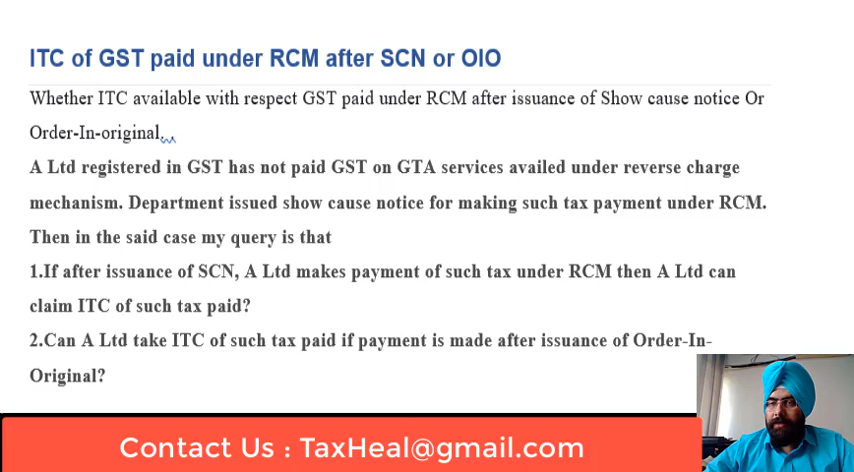 ITC of GST paid under RCM after SCN or OIO
Whether ITC available with respect GST paid under RCM after issuance of Show cause notice Or
Order-In-original.
A Ltd registered in GST has not paid GST on GTA services availed under reverse charge
mechanism. Department issued show cause notice for making such tax payment under RCM.
Then in the said case my query is that
1.If after issuance of SCN, A Ltd makes payment of such tax under RCM then A Ltd can
claim ITC of such tax paid?
2.Can A Ltd take ITC of such tax paid if payment is made after issuance of Order-In-
Original?
Contact Us : TaxHeal@gmail.com